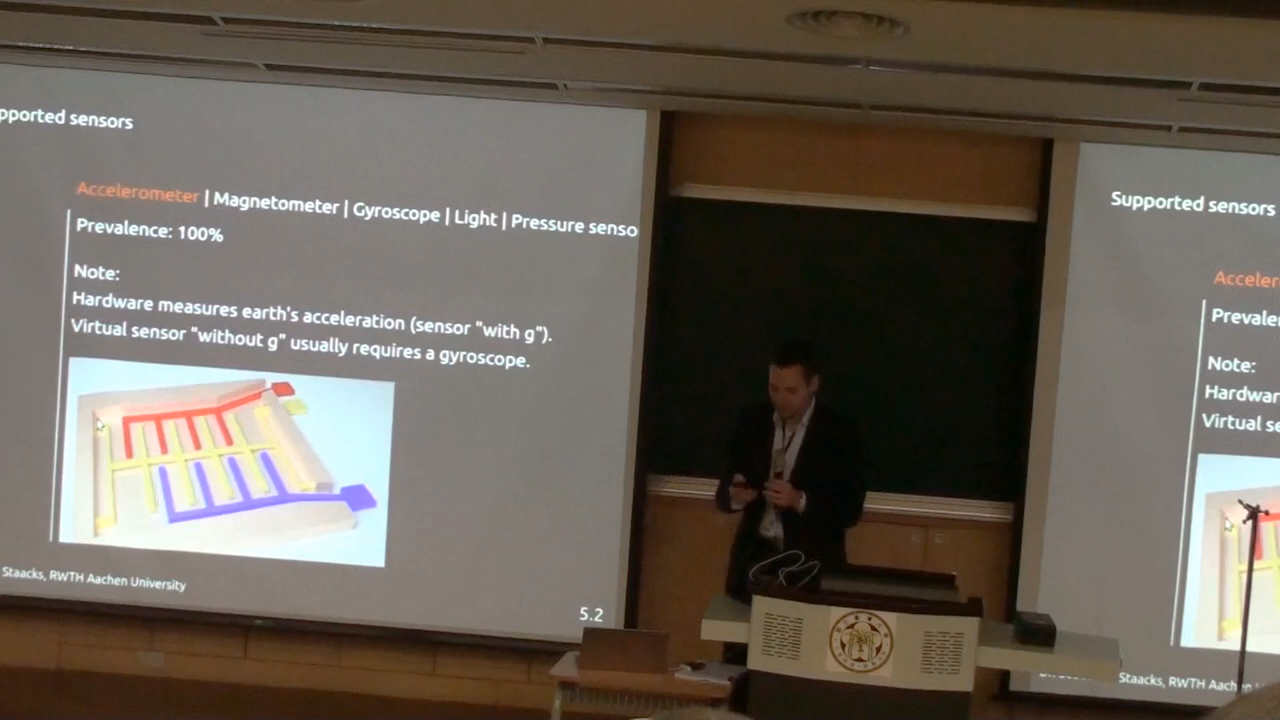 pported sensors
Accelerometer | Magnetometer | Gyroscope | Light | Pressure senso
Prevalence: 100%
Note:
Hardware measures earth's acceleration (sensor "with g").
Virtual sensor "without g" usually requires a gyroscope.
Staacks, RWTH Aachen University
5.2
Supported sensors
Acceler
Prevale
Note:
Hardwar
Virtual se
Staacks, RWTH Aachen